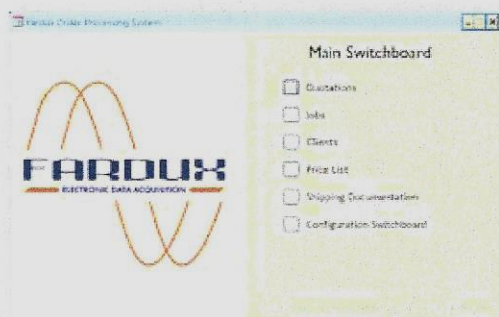 Fardux Order Processing System
Main Switchboard
Quotations
Jobs
Clients
Price List
Shipping Documentation
Configuration Switchboard
FARDUX
ELECTRONIC DATA ACQUISITION